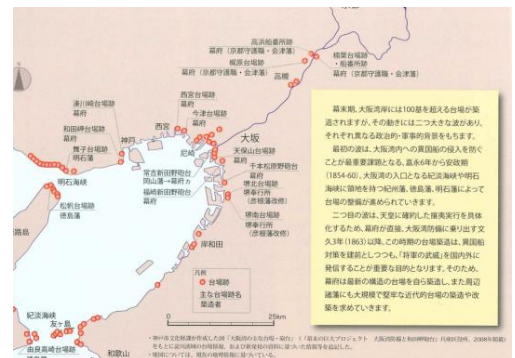 高浜船番所跡
幕府（京都守護職・会津藩）
梶原台場跡
幕府（京都守護職・会津藩）
楠葉台場跡
・船番所跡
幕府（京都守護職・会津藩）
高槻
湊川崎台場跡
幕府
和田岬台場跡
幕府
舞子台場跡
明石藩
神戸
西宮
西宮台場跡
幕府
今津台場跡
幕府
尼崎
大坂
天保山台場跡
幕府
明石海峡
松帆台場跡
徳島藩
常吉新田野砲台
岡山藩→幕府カ
福崎新田野砲台
幕府
千本松原野砲台
幕府
堺北台場跡
堺奉行所
（彦根藩改修）
堺南台場跡
堺奉行所
（彦根藩改修）
岸和田
路島
紀淡海峡
友ヶ島
由良高崎台場跡
徳島藩
和歌山
凡例
台場跡
主な台場跡名
築造者
0
25km
幕末期、大阪湾岸には100基を超える台場が築
造されますが、その動きには二つ大きな波があり、
それぞれ異なる政治的・軍事的背景をもちます。
最初の波は、大阪湾内への異国船の侵入を防ぐ
ことが最重要課題となる、嘉永6年から安政期
（1854-60）。大阪湾の入口となる紀淡海峡や明石
海峡に領地を持つ紀州藩、徳島藩、明石藩によって
台場の整備が進められていきます。
二つ目の波は、天皇に確約した攘夷実行を具体
化するため、幕府が直接、大阪湾防備に乗り出す文
久3年（1863）以降。この時期の台場築造は、異国船
対策を建前としつつも、「将軍の武威」を国内外に
発信することが重要な目的となります。そのため、
幕府は最新の構造の台場を自ら築造し、また周辺
諸藩にも大規模で堅牢な近代的台場の築造や改
築を求めていきます。